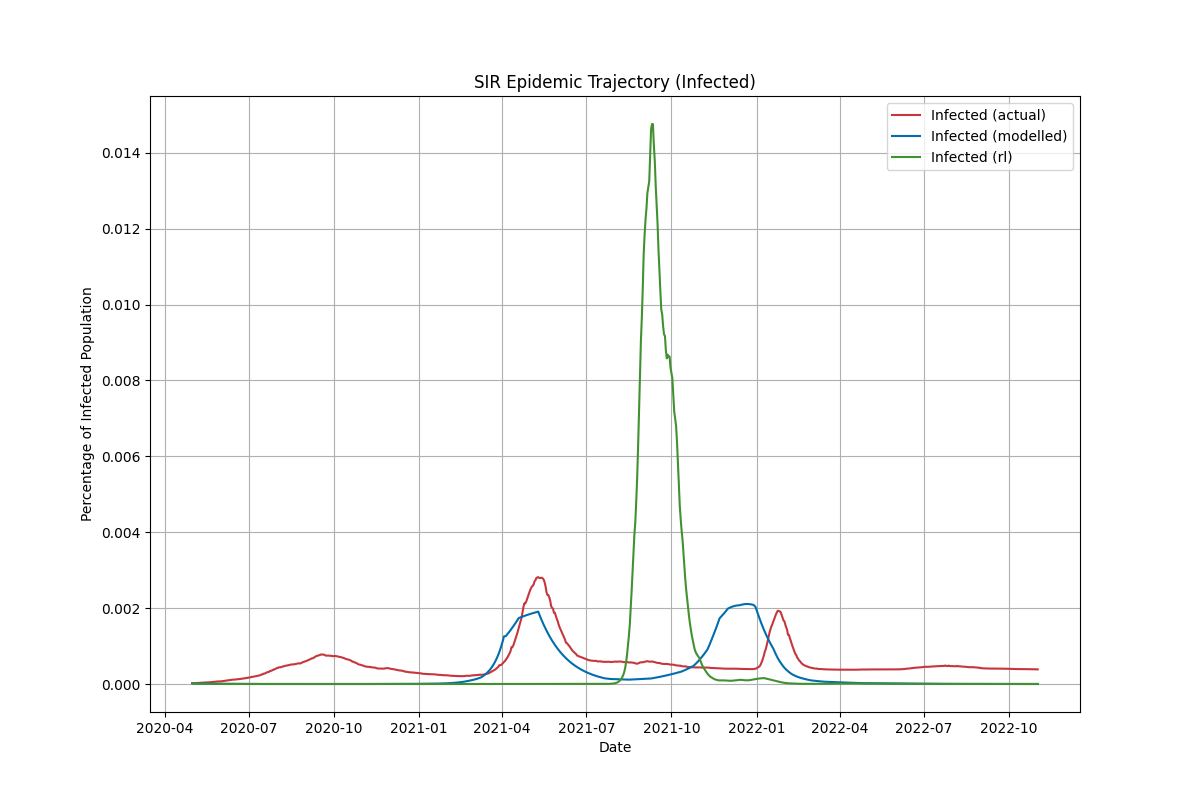 SIR Epidemic Trajectory (Infected)
Infected (actual)
Infected (modelled)
Infected (rl)
Percentage of Infected Population
0.014
0.012
0.010
0.008
0.006
0.004
0.002
0.000
2020-04 2020-07 2020-10 2021-01 2021-04 2021-07 2021-10 2022-01 2022-04 2022-07 2022-10
Date